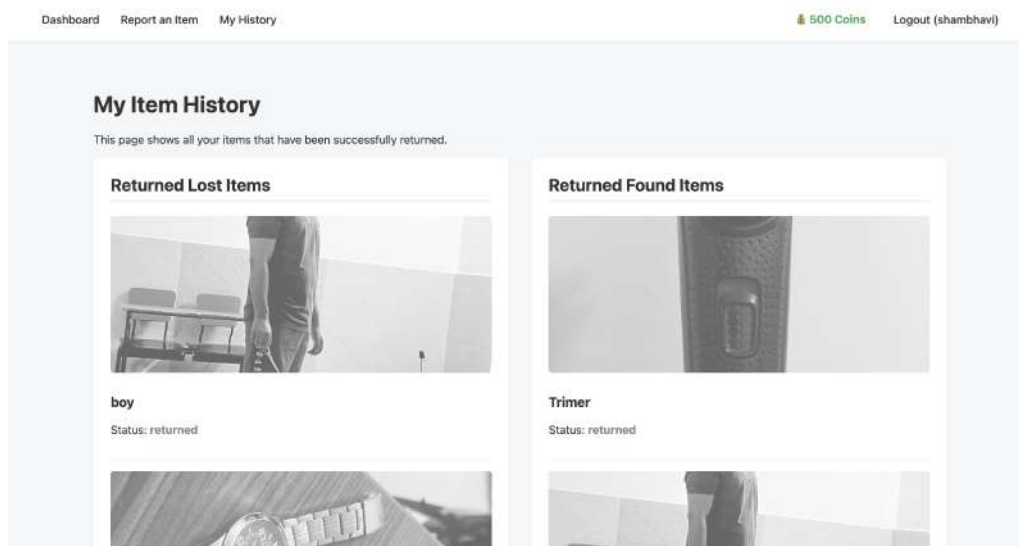 Dashboard Report an Item My History 💰 500 Coins Logout (shambhavi)
My Item History
This page shows all your items that have been successfully returned.
Returned Lost Items
boy
Status: returned
Returned Found Items
Trimer
Status: returned